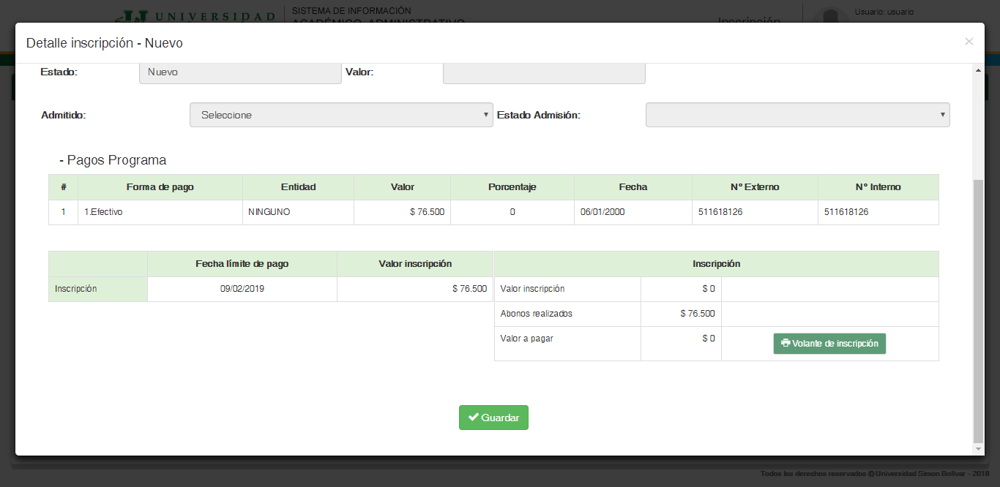 UNIVERSIDAD
SISTEMA DE INFORMACIÓN
ACADÉMICO ADMINISTRATIVO
Inscripción
Usuario: usuario
Detalle inscripción - Nuevo ×
Estado: Nuevo Valor:
Admitido: Seleccione Estado Admisión:
- Pagos Programa
# Forma de pago Entidad Valor Porcentaje Fecha Nº Externo Nº Interno
1 1.Efectivo NINGUNO $ 76.500 0 06/01/2000 511618126 511618126
Fecha límite de pago Valor inscripción Inscripción
Inscripción 09/02/2019 $ 76.500 Valor inscripción $ 0
Abonos realizados $ 76.500
Valor a pagar $ 0 Volante de inscripción
Guardar
Todos los derechos reservados © Universidad Simon Bolívar - 2018